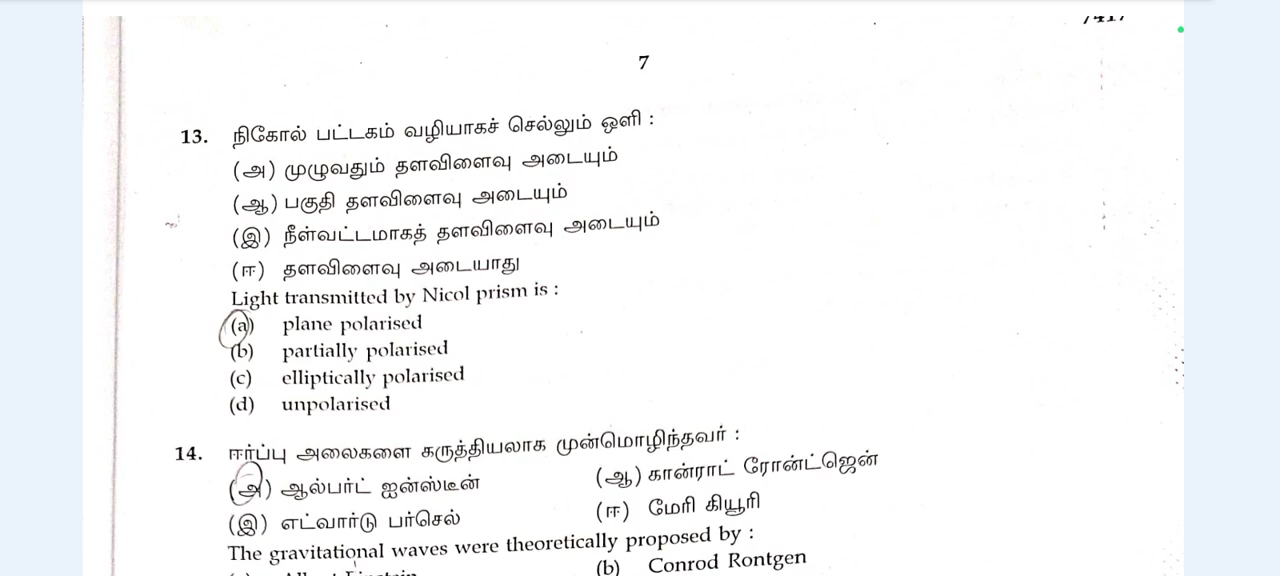 7
13. நிகோல் பட்டகம் வழியாகச் செல்லும் ஒளி :
(அ) முழுவதும் தளவிளைவு அடையும்
(ஆ) பகுதி தளவிளைவு அடையும்
(இ) நீள்வட்டமாகத் தளவிளைவு அடையும்
(ஈ) தளவிளைவு அடையாது
Light transmitted by Nicol prism is :
(a) plane polarised
(b) partially polarised
(c) elliptically polarised
(d) unpolarised
14. ஈர்ப்பு அலைகளை கருத்தியலாக முன்மொழிந்தவர் :
(அ) ஆல்பர்ட் ஐன்ஸ்டீன் (ஆ) கான்ராட் ரோன்ட்ஜென்
(இ) எட்வார்டு பர்செல் (ஈ) மேரி கியூரி
The gravitational waves were theoretically proposed by :
(b) Conrod Rontgen